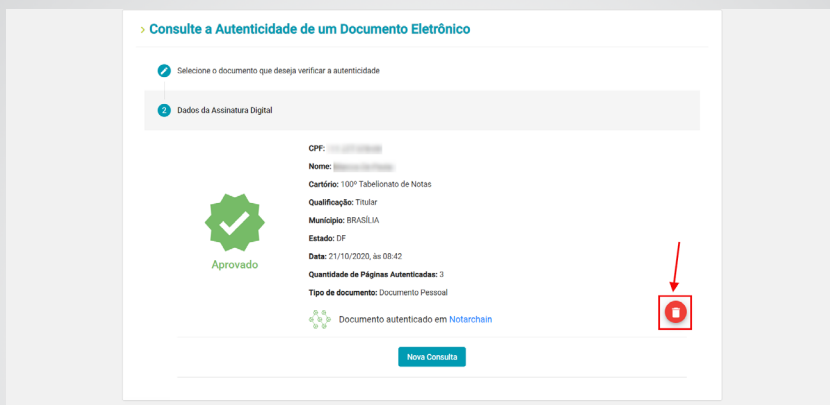 > Consulte a Autenticidade de um Documento Eletrônico
Selecione o documento que deseja verificar a autenticidade
2 Dados da Assinatura Digital
CPF:
Nome:
Cartório: 100º Tabelionato de Notas
Qualificação: Titular
Município: BRASÍLIA
Estado: DF
Data: 21/10/2020, às 08:42
Quantidade de Páginas Autenticadas: 3
Tipo de documento: Documento Pessoal
Aprovado
Documento autenticado em Notarchain
Nova Consulta